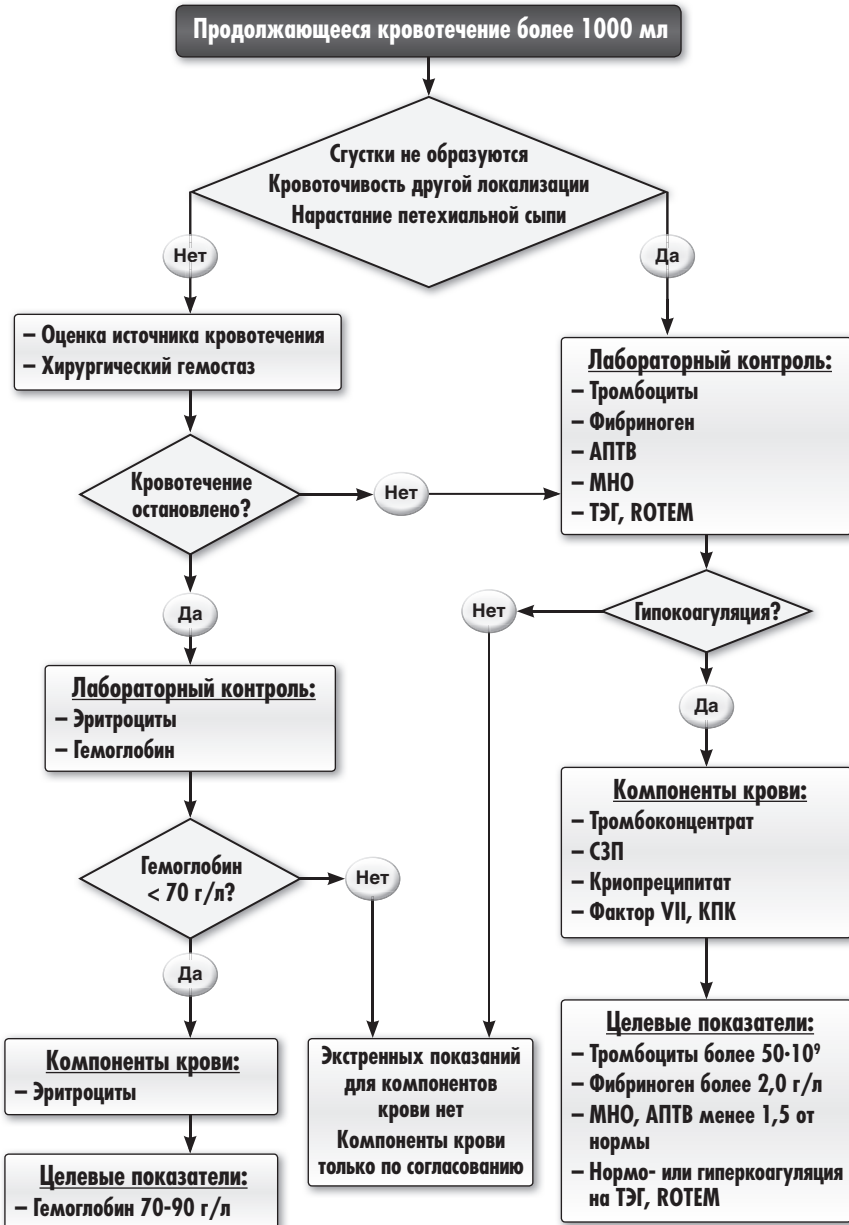 Продолжающееся кровотечение более 1000 мл
Сгустки не образуются
Кровоточивость другой локализации
Нарастание петехиальной сыпи
Нет
Да
– Оценка источника кровотечения
– Хирургический гемостаз
Лабораторный контроль:
– Тромбоциты
– Фибриноген
– АПТВ
– МНО
– ТЭГ, ROTEM
Кровотечение
остановлено?
Нет
Да
Гипокоагуляция?
Нет
Да
Лабораторный контроль:
– Эритроциты
– Гемоглобин
Компоненты крови:
– Тромбоконцентрат
– СЗП
– Криопреципитат
– Фактор VII, КПК
Гемоглобин
< 70 г/л?
Нет
Да
Компоненты крови:
– Эритроциты
Экстренных показаний
для компонентов
крови нет
Компоненты крови
только по согласованию
Целевые показатели:
– Тромбоциты более 50·10⁹
– Фибриноген более 2,0 г/л
– МНО, АПТВ менее 1,5 от
нормы
– Нормо- или гиперкоагуляция
на ТЭГ, ROTEM
Целевые показатели:
– Гемоглобин 70-90 г/л